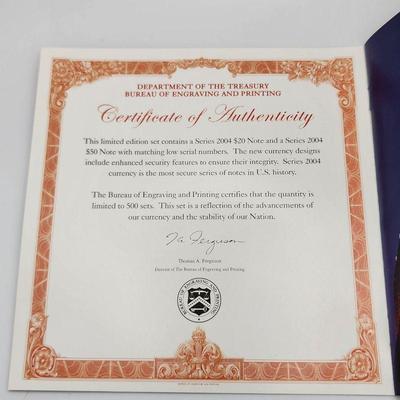 DEPARTMENT OF THE TREASURY
BUREAU OF ENGRAVING AND PRINTING
Certificate of Authenticity
This limited edition set contains a Series 2004 $20 Note and a Series 2004
$50 Note with matching low serial numbers. The new currency designs
include enhanced security features to ensure their integrity. Series 2004
currency is the most secure series of notes in U.S. history.
The Bureau of Engraving and Printing certifies that the quantity is
limited to 500 sets. This set is a reflection of the advancements of
our currency and the stability of our Nation.
Thomas A. Ferguson
Director of The Bureau of Engraving and Printing
BUREAU OF ENGRAVING AND PRINTING